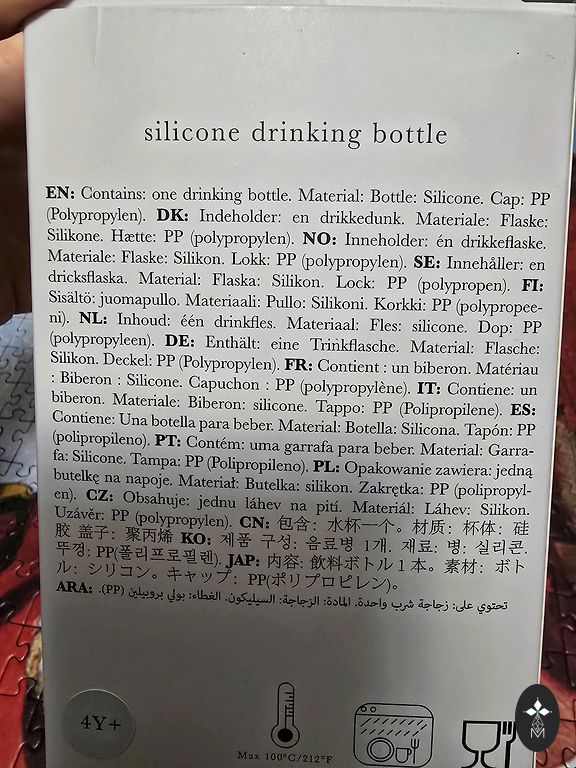 silicone drinking bottle
EN: Contains: one drinking bottle. Material: Bottle: Silicone. Cap: PP
(Polypropylen). DK: Indeholder: en drikkedunk. Materiale: Flaske:
Silikone. Hætte: PP (polypropylen). NO: Inneholder: én drikkeflaske.
Materiale: Flaske: Silikon. Lokk: PP (polypropylen). SE: Innehåller: en
dricksflaska. Material: Flaska: Silikon. Lock: PP (polypropen). FI:
Sisältö: juomapullo. Materiaali: Pullo: Silikoni. Korkki: PP (polypropee-
ni). NL: Inhoud: één drinkfles. Materiaal: Fles: silicone. Dop: PP
(polypropyleen). DE: Enthält: eine Trinkflasche. Material: Flasche:
Silikon. Deckel: PP (Polypropylen). FR: Contient : un biberon. Matériau
: Biberon : Silicone. Capuchon : PP (polypropylène). IT: Contiene: un
biberon. Materiale: Biberon: silicone. Tappo: PP (Polipropilene). ES:
Contiene: Una botella para beber. Material: Botella: Silicona. Tapón: PP
(polipropileno). PT: Contém: uma garrafa para beber. Material: Garra-
fa: Silicone. Tampa: PP (Polipropileno). PL: Opakowanie zawiera: jedną
butelkę na napoje. Materiał: Butelka: silikon. Zakrętka: PP (polipropyl-
en). CZ: Obsahuje: jednu láhev na pití. Materiál: Láhev: Silikon.
Uzávěr: PP (polypropylen). CN: 包含: 水杯一个。材质: 杯体: 硅
胶 盖子: 聚丙烯 KO: 제품 구성: 음료병 1개. 재료: 병: 실리콘.
뚜껑: PP(폴리프로필렌). JAP: 内容: 飲料ボトル１本。素材: ボト
ル: シリコン。キャップ: PP(ポリプロピレン)。
ARA: تحتوي على: زجاجة شرب واحدة. المادة: الزجاجة: السيليكون. الغطاء: بولي بروبيلين (PP).
4Y+
Max 100°C/212°F
M